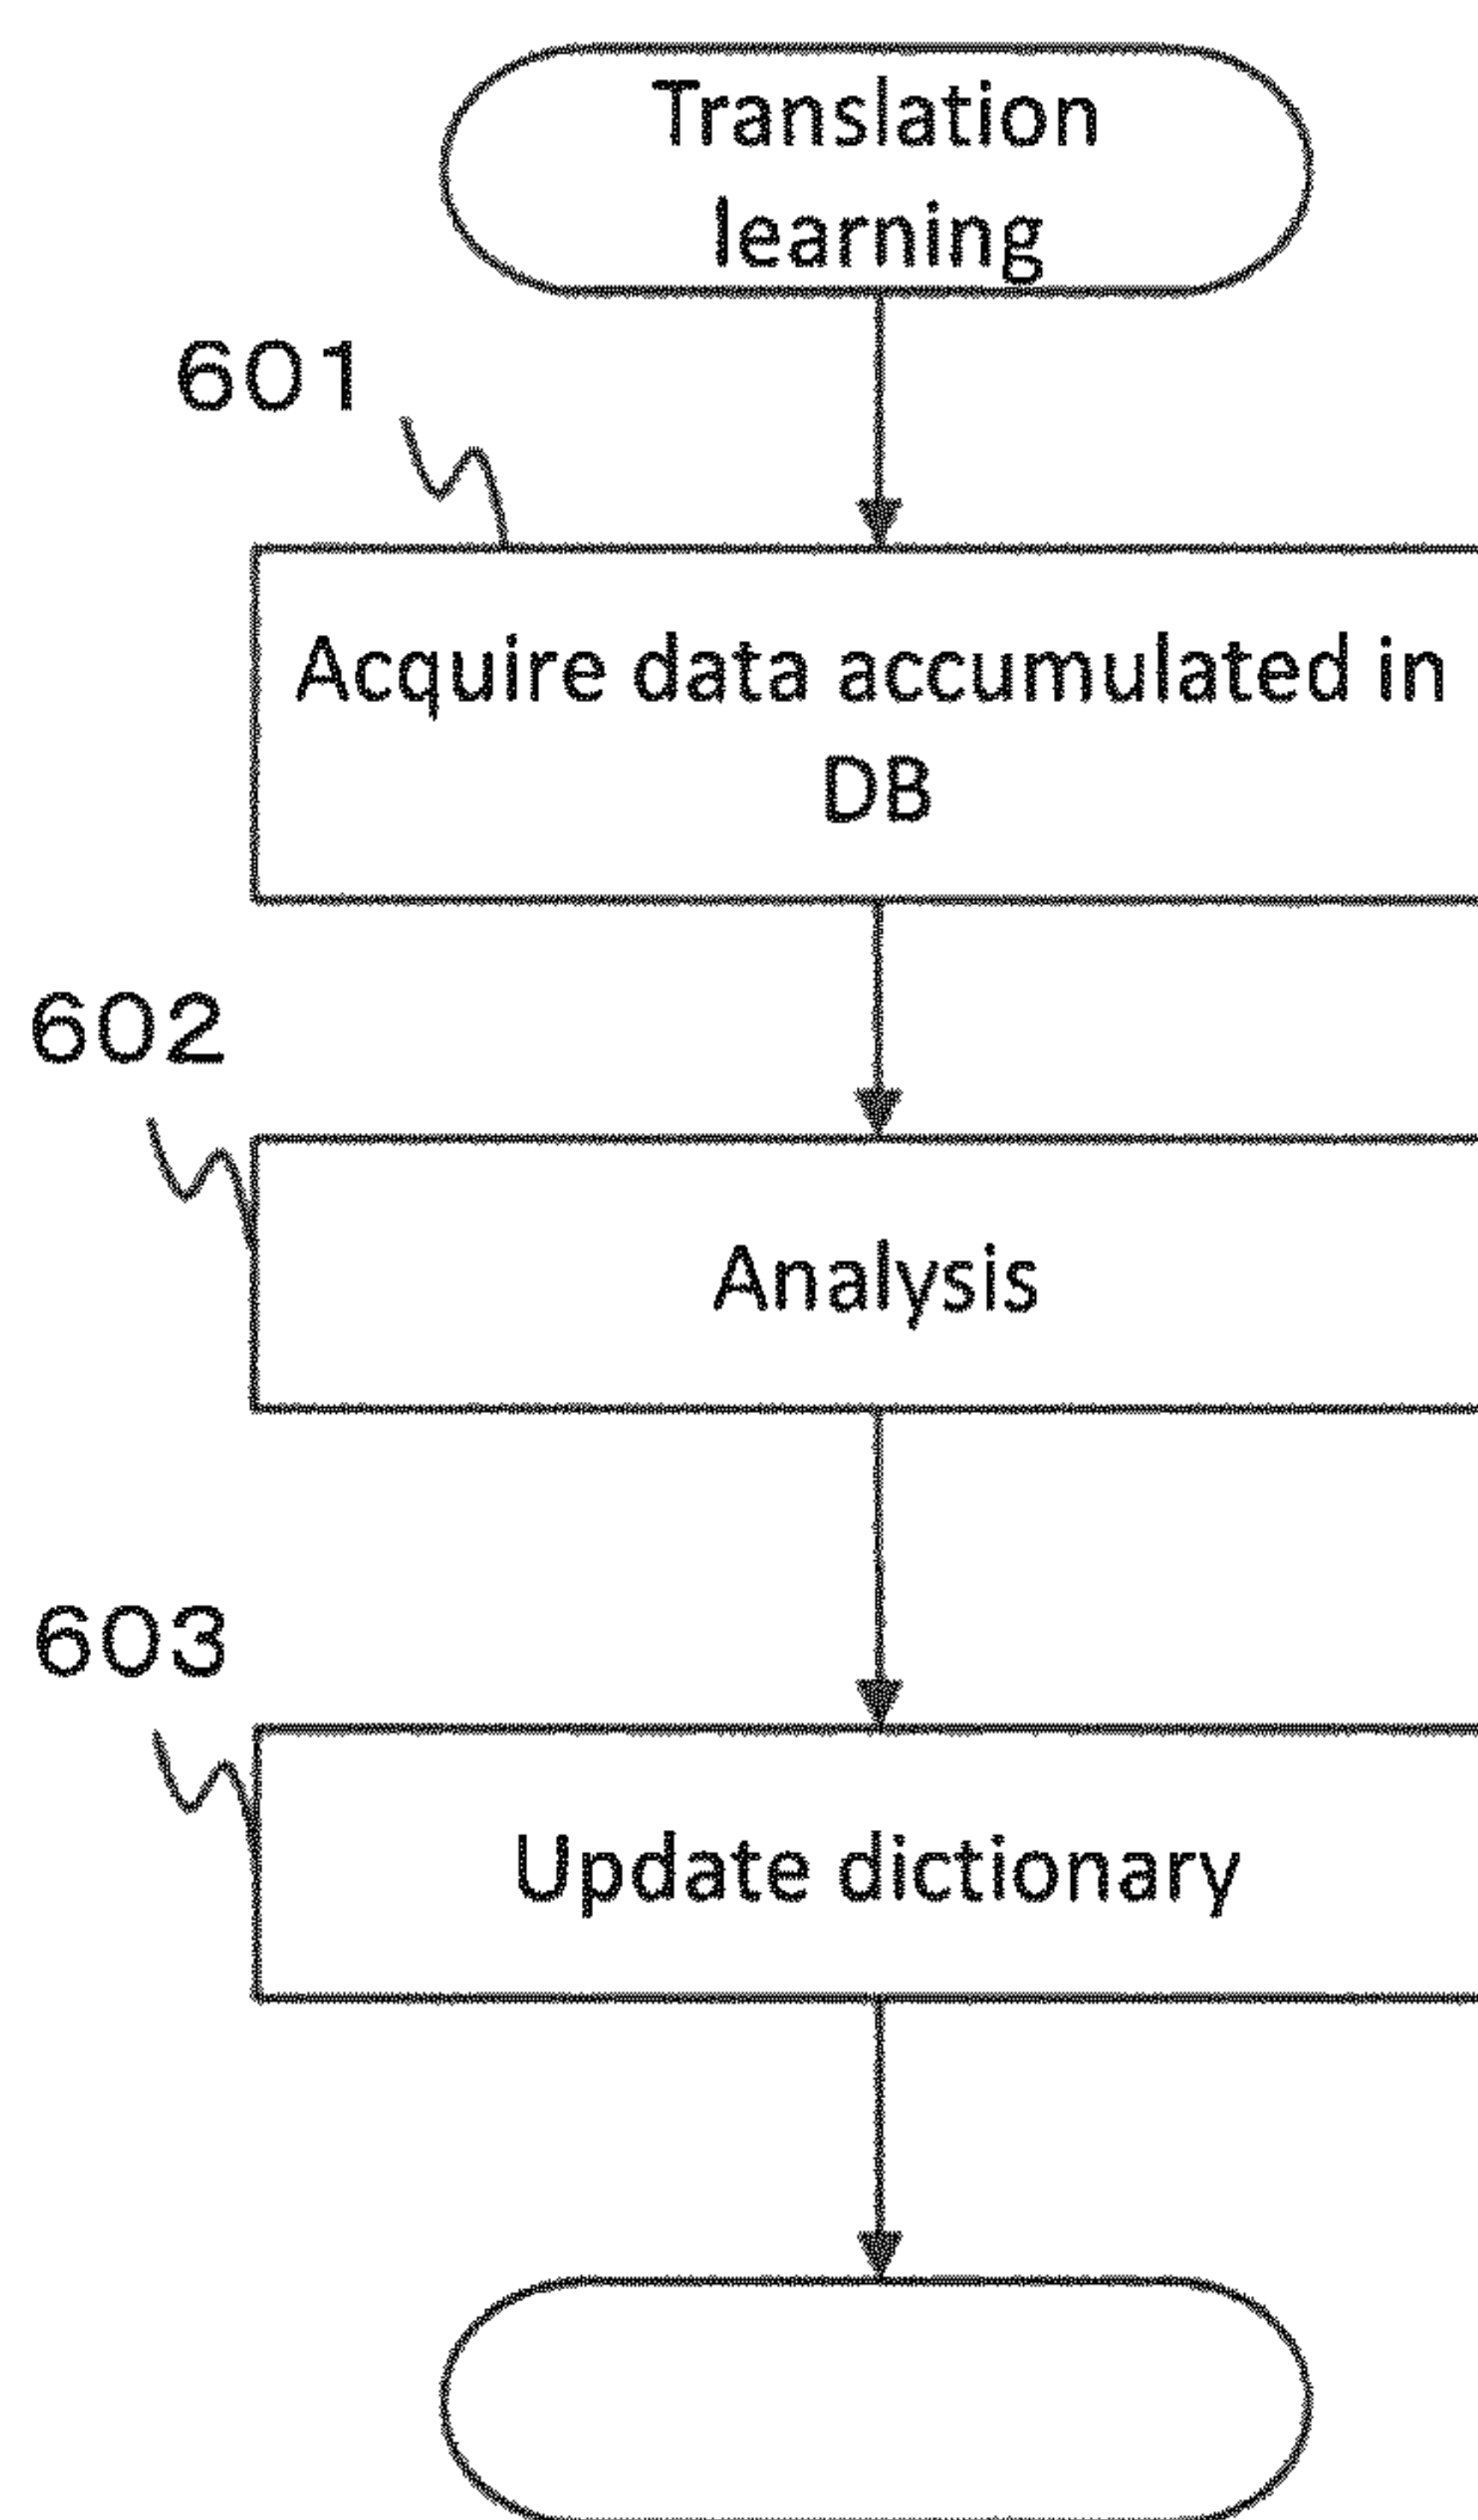 Translation
learning
601
Acquire data accumulated in
DB
602
Analysis
603
Update dictionary